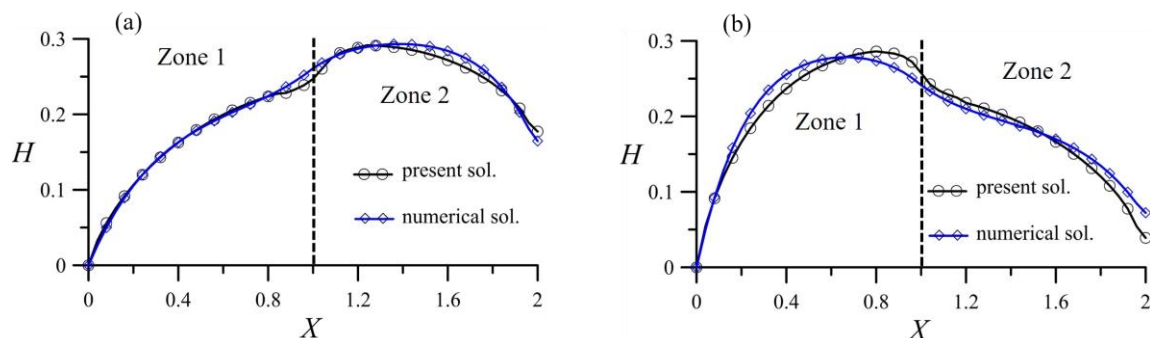 (a)
0.3
Zone 1
0.2
Zone 2
H
0.1
present sol.
numerical sol.
0
0 0.4 0.8 1.2 1.6 2
X
(b)
0.3
Zone 2
0.2
Zone 1
H
0.1
present sol.
numerical sol.
0
0 0.4 0.8 1.2 1.6 2
X